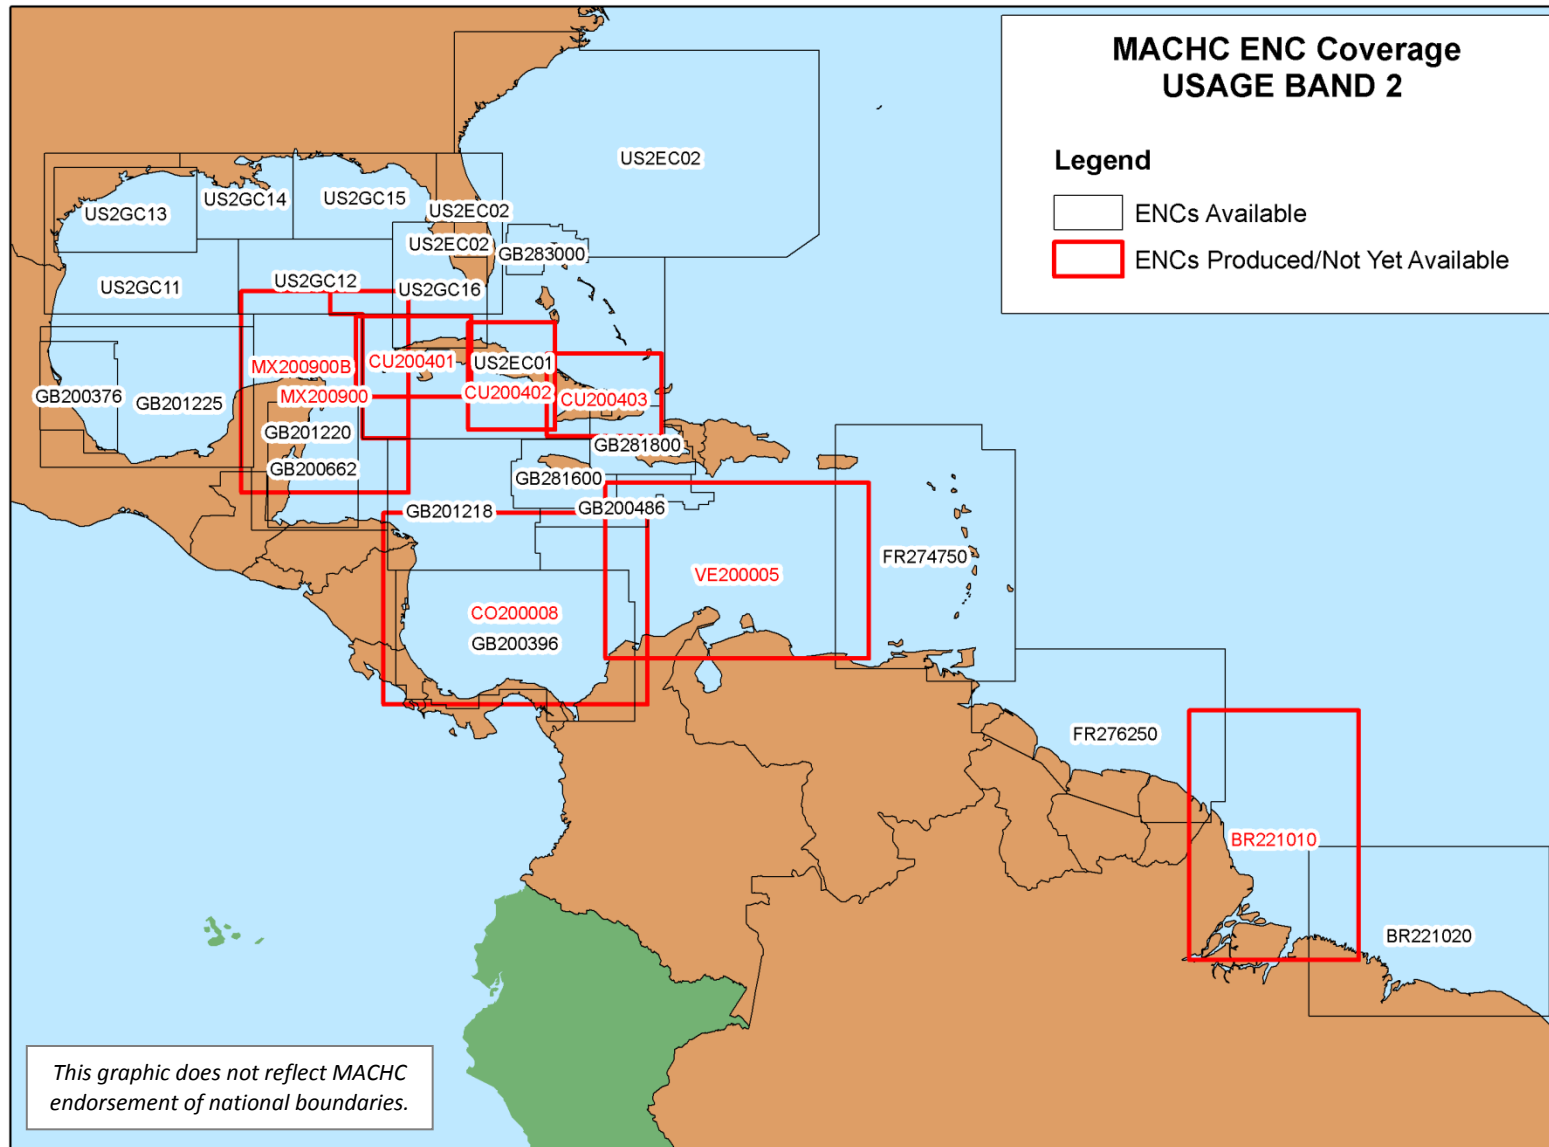 MACHC ENC Coverage
USAGE BAND 2
Legend
ENCs Available
ENCs Produced/Not Yet Available
US2EC02
US2GC14
US2GC15
US2GC13
US2EC02
US2EC02
GB283000
US2GC11
US2GC12
US2GC16
MX200900B
CU200401
US2EC01
GB200376
GB201225
MX200900
CU200402
CU200403
GB201220
GB281800
GB200662
GB281600
GB201218
GB200486
FR274750
VE200005
CO200008
GB200396
FR276250
BR221010
BR221020
This graphic does not reflect MACHC
endorsement of national boundaries.